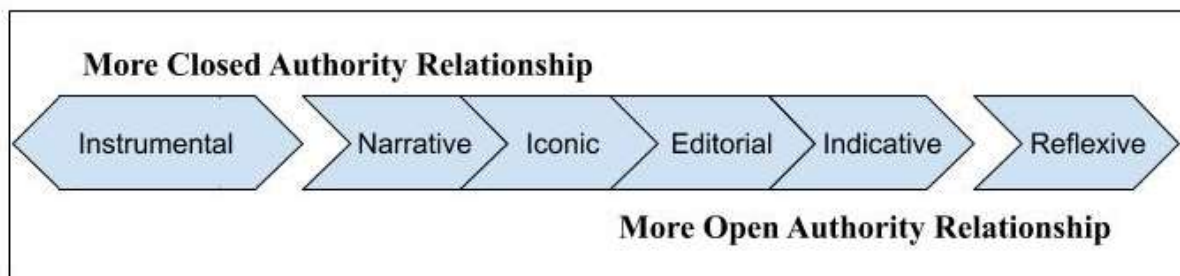 More Closed Authority Relationship
Instrumental Narrative Iconic Editorial Indicative Reflexive
More Open Authority Relationship